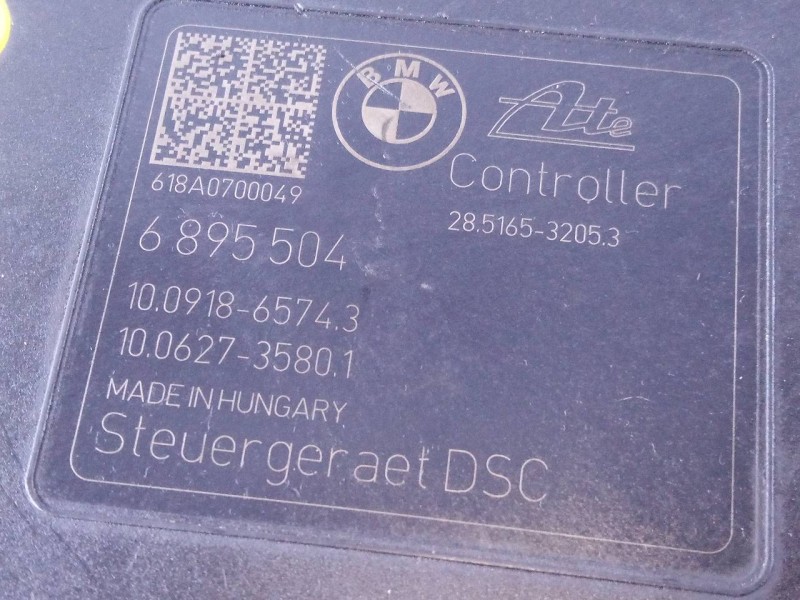 BMW
Ate
Controller
28.5165-3205.3
618A0700049
6 895 504
10.0918-6574.3
10.0627-3580.1
MADE IN HUNGARY
Steuergeraet DSC